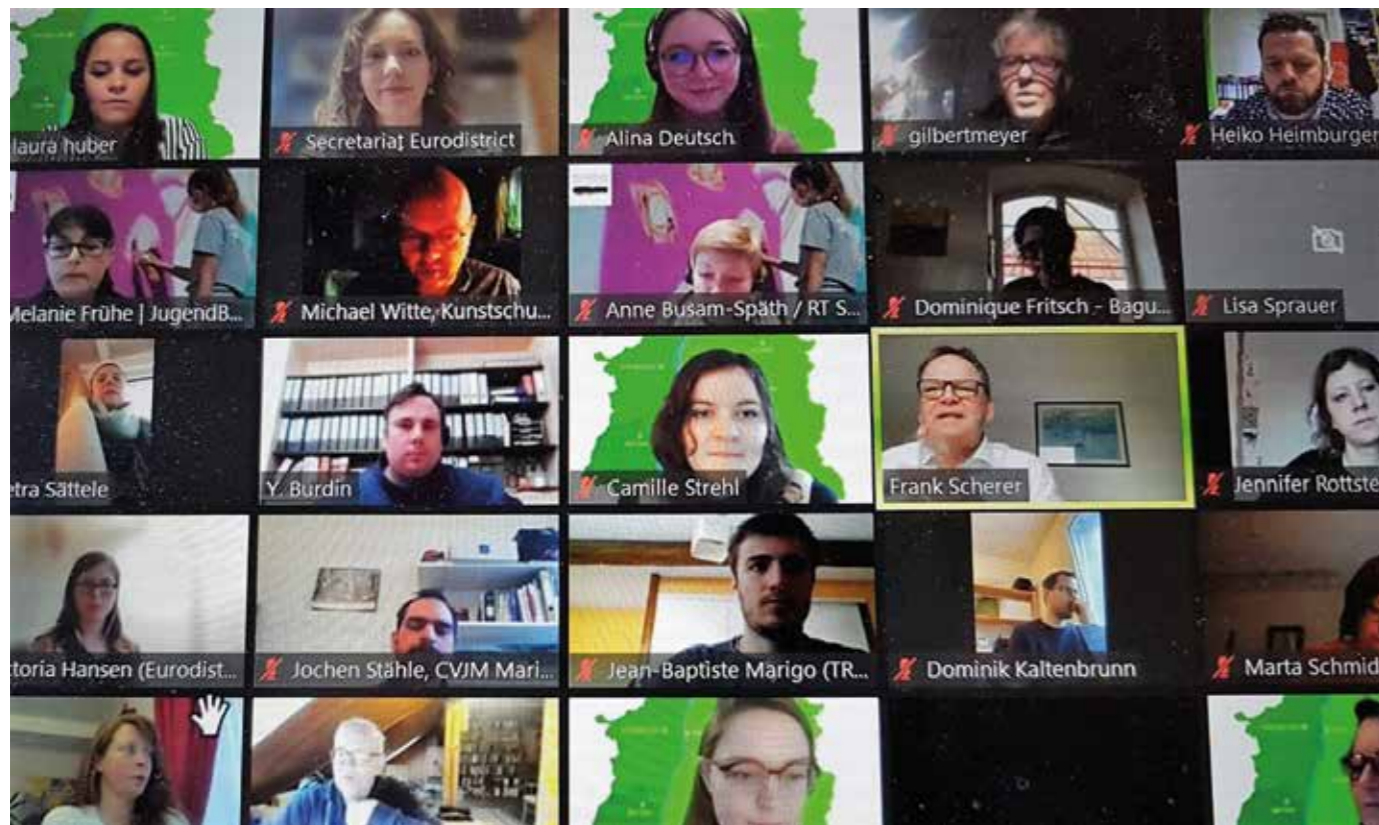 laura huber
Secretariat Eurodistrict
Alina Deutsch
gilbertmeyer
Heiko Heimburger
Melanie Frühe | JugendB...
Michael Witte, Kunstschu...
Anne Busam-Späth / RT S...
Dominique Fritsch - Bagu...
Lisa Sprauer
etra Sättele
Y. Burdin
Camille Strehl
Frank Scherer
Jennifer Rottste
ctoria Hansen (Eurodist...
Jochen Stähle, CVJM Mari...
Jean-Baptiste Marigo (TR...
Dominik Kaltenbrunn
Marta Schmid